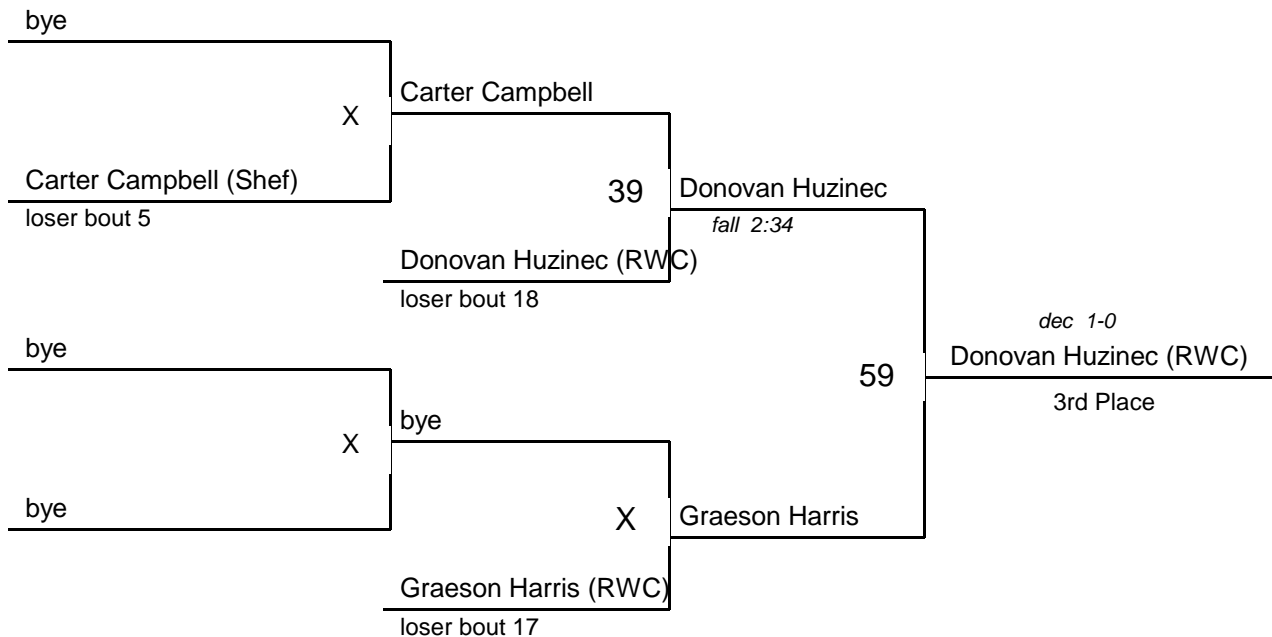 bye
Carter Campbell
X
Carter Campbell (Shef)
39
Donovan Huzinec
loser bout 5
fall 2:34
Donovan Huzinec (RWC)
loser bout 18
dec 1-0
bye
Donovan Huzinec (RWC)
59
3rd Place
bye
X
bye
X
Graeson Harris
Graeson Harris (RWC)
loser bout 17